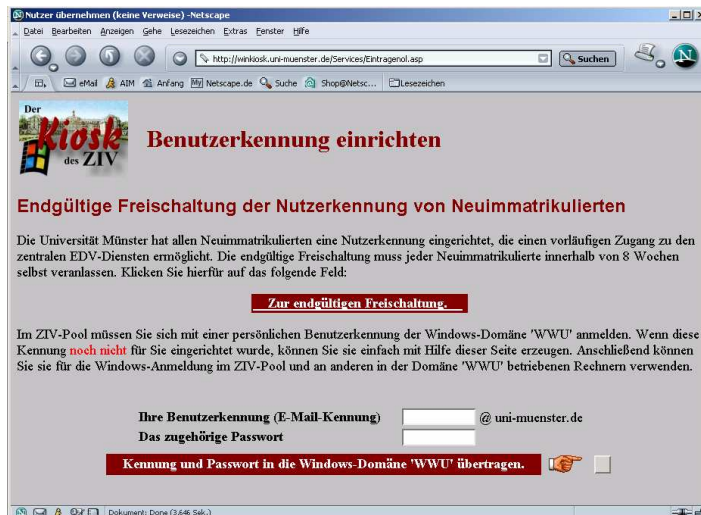 Nutzer übernehmen (keine Verweise) -Netscape
Datei Bearbeiten Anzeigen Gehe Lesezeichen Extras Fenster Hilfe
http://winkiosk.uni-muenster.de/Services/Eintragenol.asp
Suchen
eMail AIM Anfang Netscape.de Suche Shop@Netsc... Lesezeichen
Der
Kiosk
des ZIV
Benutzerkennung einrichten
Endgültige Freischaltung der Nutzerkennung von Neuimmatrikulierten
Die Universität Münster hat allen Neuimmatrikulierten eine Nutzerkennung eingerichtet, die einen vorläufigen Zugang zu den
zentralen EDV-Diensten ermöglicht. Die endgültige Freischaltung muss jeder Neuimmatrikulierte innerhalb von 8 Wochen
selbst veranlassen. Klicken Sie hierfür auf das folgende Feld:
Zur endgültigen Freischaltung.
Im ZIV-Pool müssen Sie sich mit einer persönlichen Benutzerkennung der Windows-Domäne 'WWU' anmelden. Wenn diese
Kennung noch nicht für Sie eingerichtet wurde, können Sie sie einfach mit Hilfe dieser Seite erzeugen. Anschließend können
Sie sie für die Windows-Anmeldung im ZIV-Pool und an anderen in der Domäne 'WWU' betriebenen Rechnern verwenden.
Ihre Benutzerkennung (E-Mail-Kennung) @ uni-muenster.de
Das zugehörige Passwort
Kennung und Passwort in die Windows-Domäne 'WWU' übertragen.
Dokument: Done (3,646 Sek.)